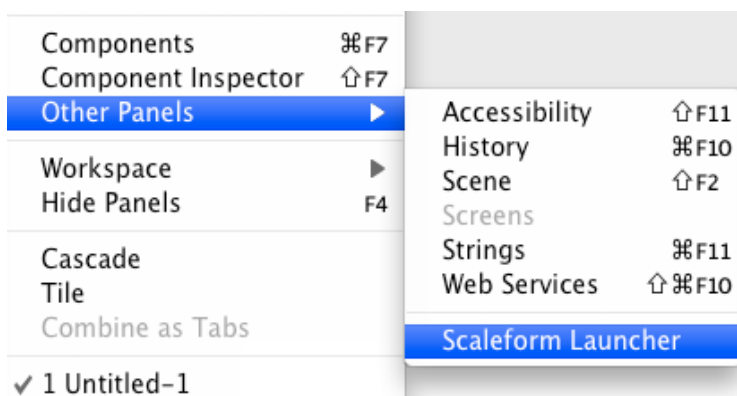 Components ⌘F7
Component Inspector ⇧F7
Other Panels ▶
Workspace ▶
Hide Panels F4
Cascade
Tile
Combine as Tabs
✓ 1 Untitled-1
Accessibility ⇧F11
History ⌘F10
Scene ⇧F2
Screens
Strings ⌘F11
Web Services ⇧⌘F10
Scaleform Launcher